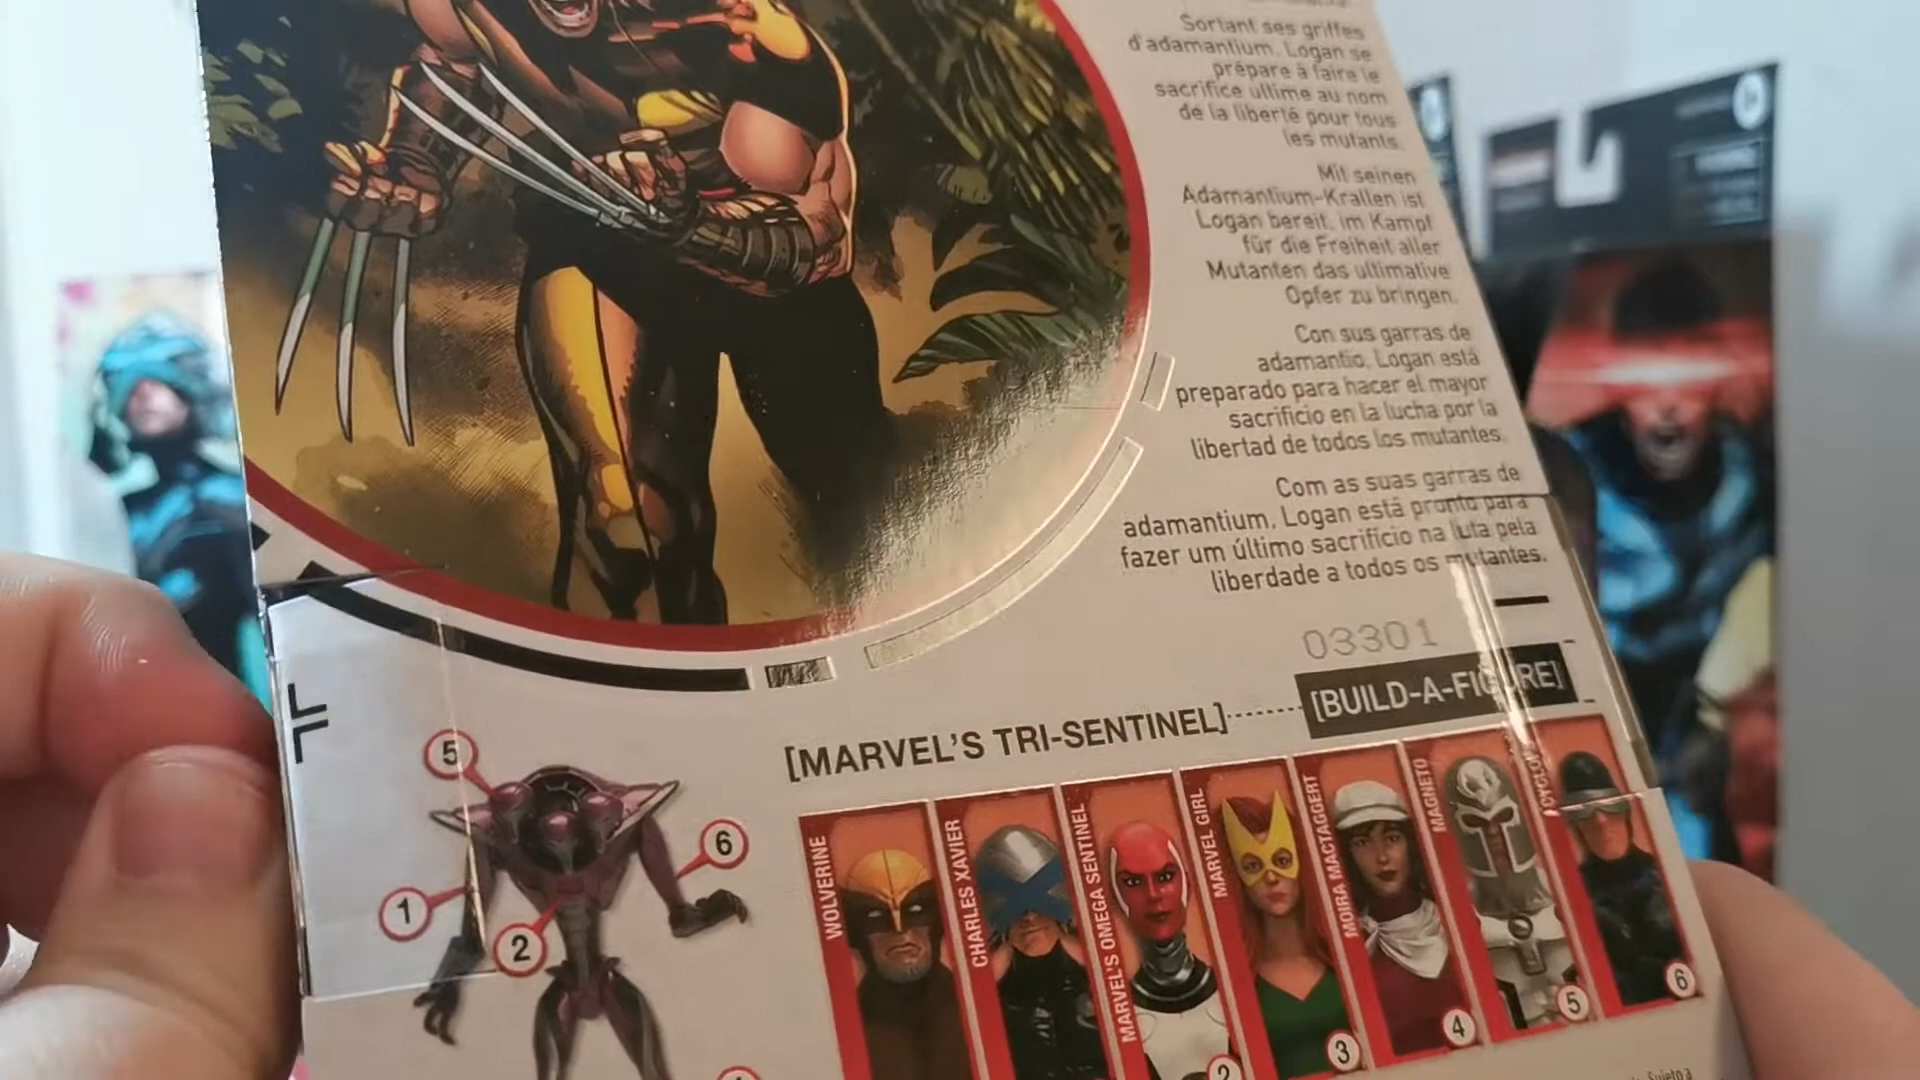 Sortant ses griffes
d'adamantium, Logan se
prépare à faire le
sacrifice ultime au nom
de la liberté pour tous
les mutants.
Mit seinen
Adamantium-Krallen ist
Logan bereit, im Kampf
für die Freiheit aller
Mutanten das ultimative
Opfer zu bringen.
Con sus garras de
adamantio, Logan está
preparado para hacer el mayor
sacrificio en la lucha por la
libertad de todos los mutantes.
Com as suas garras de
adamantium, Logan está pronto para
fazer um último sacrifício na luta pela
liberdade a todos os mutantes.
03301
[MARVEL'S TRI-SENTINEL] [BUILD-A-FIGURE]
5
6
1
2
WOLVERINE
CHARLES XAVIER
MARVEL'S OMEGA SENTINEL
2
MARVEL GIRL
3
MOIRA MACTAGGERT
4
MAGNETO
5
CYCLOPS
6
Sujeto a